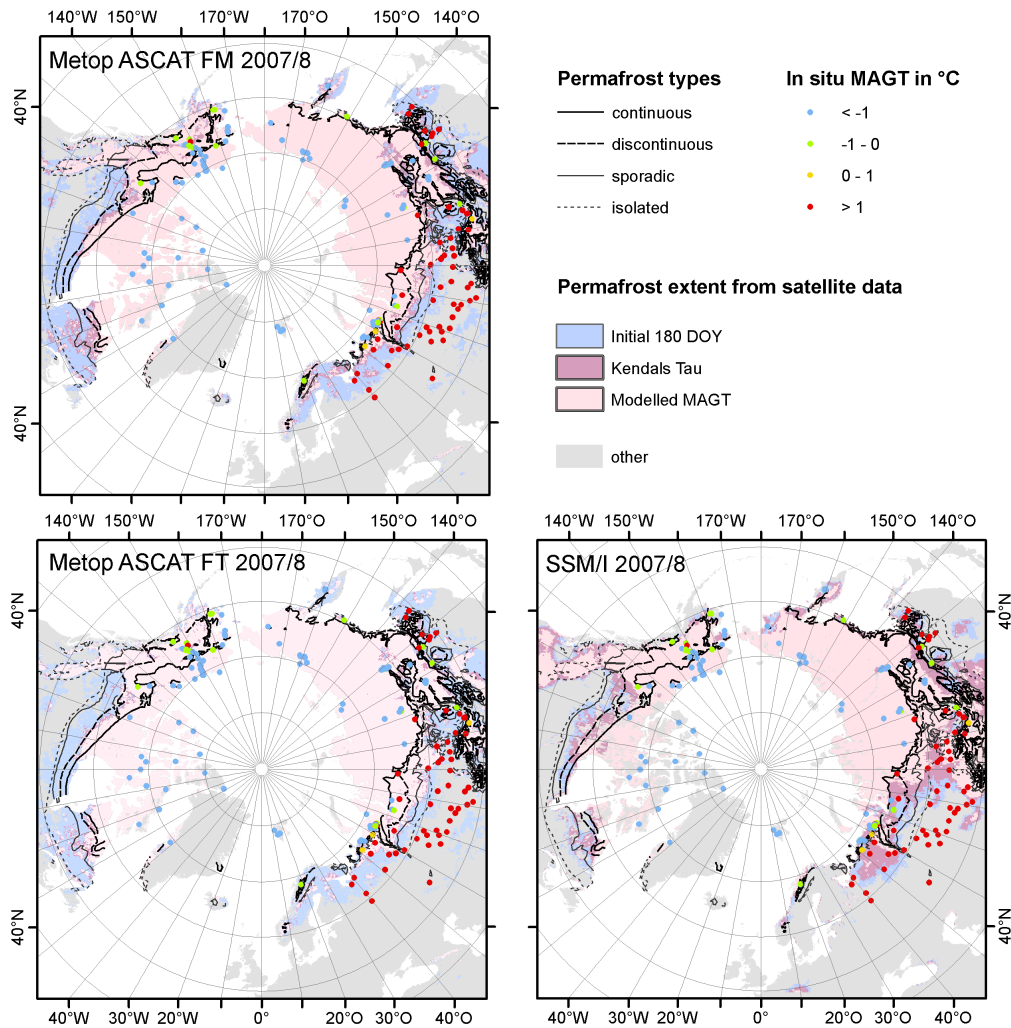 140°W 150°W 170°W 170°O 150°O 140°O
Metop ASCAT FM 2007/8
40°N
40°N
Permafrost types
continuous
discontinuous
sporadic
isolated
In situ MAGT in °C
< -1
-1 - 0
0 - 1
> 1
Permafrost extent from satellite data
Initial 180 DOY
Kendals Tau
Modelled MAGT
other
140°W 150°W 170°W 170°O 150°O 140°O
Metop ASCAT FT 2007/8
40°N
40°N
40°W 30°W 20°W 0° 20°O 30°O 40°O
140°W 150°W 170°W 170°O 150°O 140°O
SSM/I 2007/8
40°N
40°N
40°W 30°W 20°W 0° 20°O 30°O 40°O